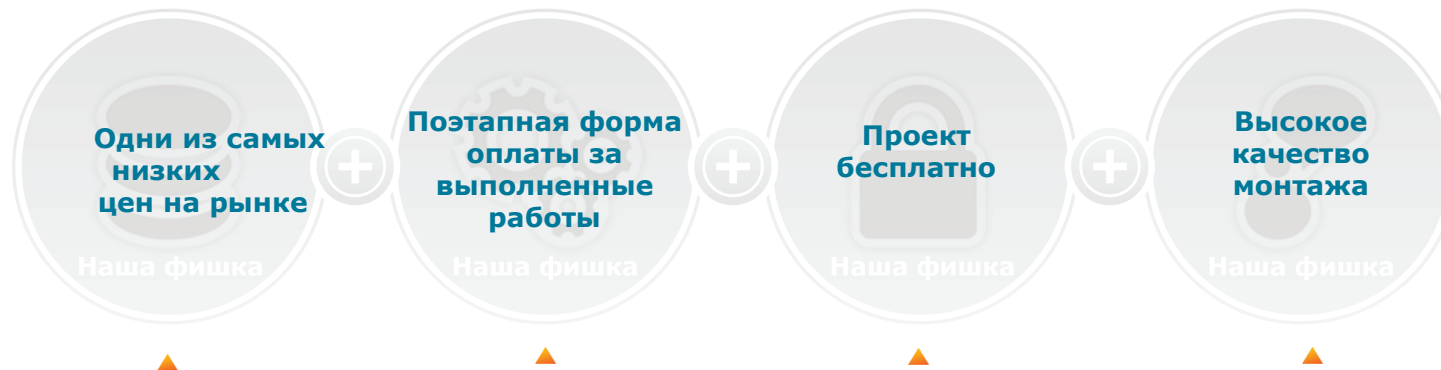 Одни из самых
низких
цен на рынке
Наша фишка
Поэтапная форма
оплаты за
выполненные
работы
Наша фишка
Проект
бесплатно
Наша фишка
Высокое
качество
монтажа
Наша фишка